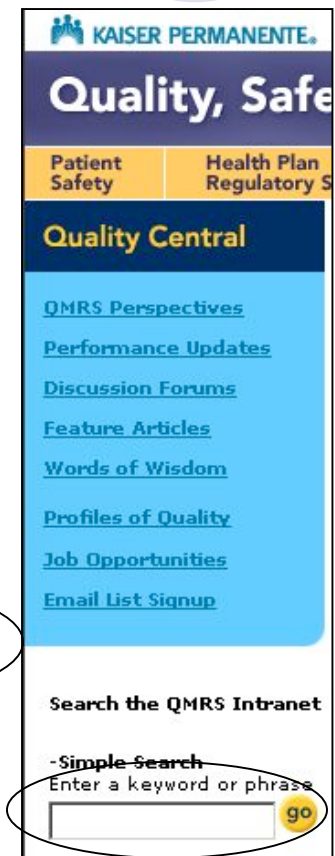 KAISER PERMANENTE®
Quality, Safe
Patient Safety
Health Plan Regulatory S
Quality Central
QMRS Perspectives
Performance Updates
Discussion Forums
Feature Articles
Words of Wisdom
Profiles of Quality
Job Opportunities
Email List Signup
Search the QMRS Intranet
-Simple Search
Enter a keyword or phrase
go